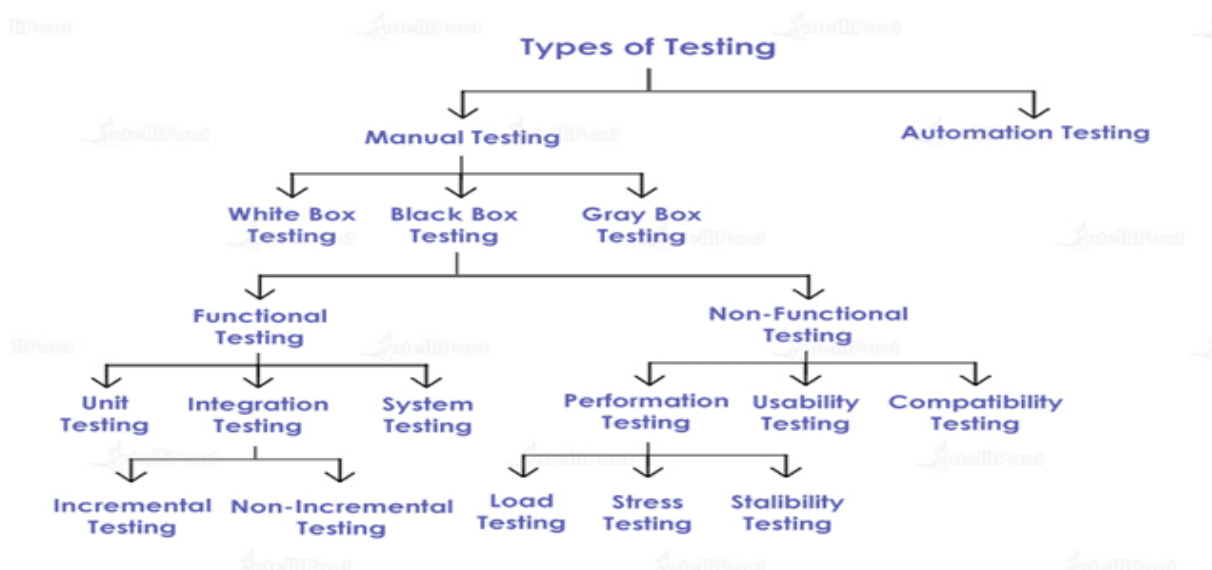 Types of Testing
Manual Testing
Automation Testing
White Box
Testing
Black Box
Testing
Gray Box
Testing
Functional
Testing
Non-Functional
Testing
Unit
Testing
Integration
Testing
System
Testing
Performation
Testing
Usability
Testing
Compatibility
Testing
Incremental
Testing
Non-Incremental
Testing
Load
Testing
Stress
Testing
Stalibility
Testing